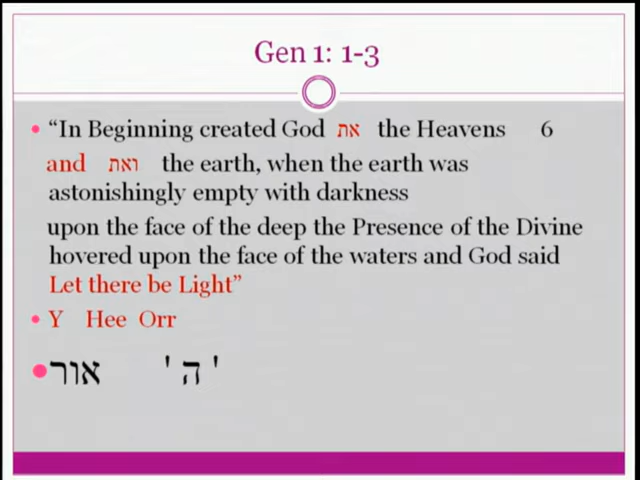 Gen 1: 1-3
• “In Beginning created God את the Heavens 6
and ואת the earth, when the earth was
astonishingly empty with darkness
upon the face of the deep the Presence of the Divine
hovered upon the face of the waters and God said
Let there be Light”
• Y Hee Orr
• אור ' ה '